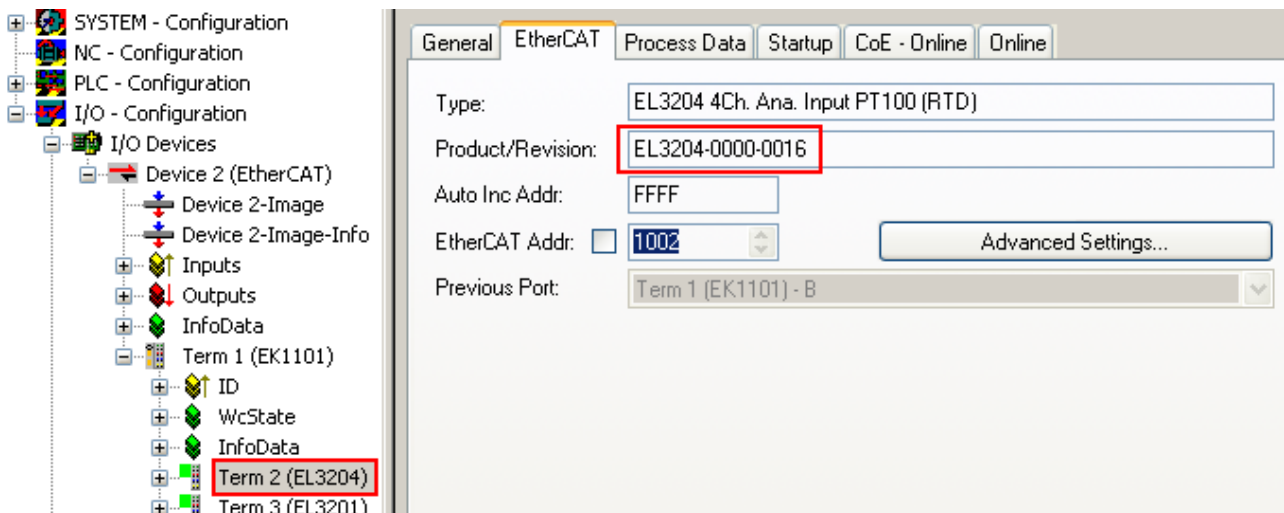 SYSTEM - Configuration
NC - Configuration
PLC - Configuration
I/O - Configuration
I/O Devices
Device 2 (EtherCAT)
Device 2-Image
Device 2-Image-Info
Inputs
Outputs
InfoData
Term 1 (EK1101)
ID
WcState
InfoData
Term 2 (EL3204)
Term 3 (EL3201)
General EtherCAT Process Data Startup CoE - Online Online
Type: EL3204 4Ch. Ana. Input PT100 (RTD)
Product/Revision: EL3204-0000-0016
Auto Inc Addr: FFFF
EtherCAT Addr: 1002 Advanced Settings...
Previous Port: Term 1 (EK1101) - B